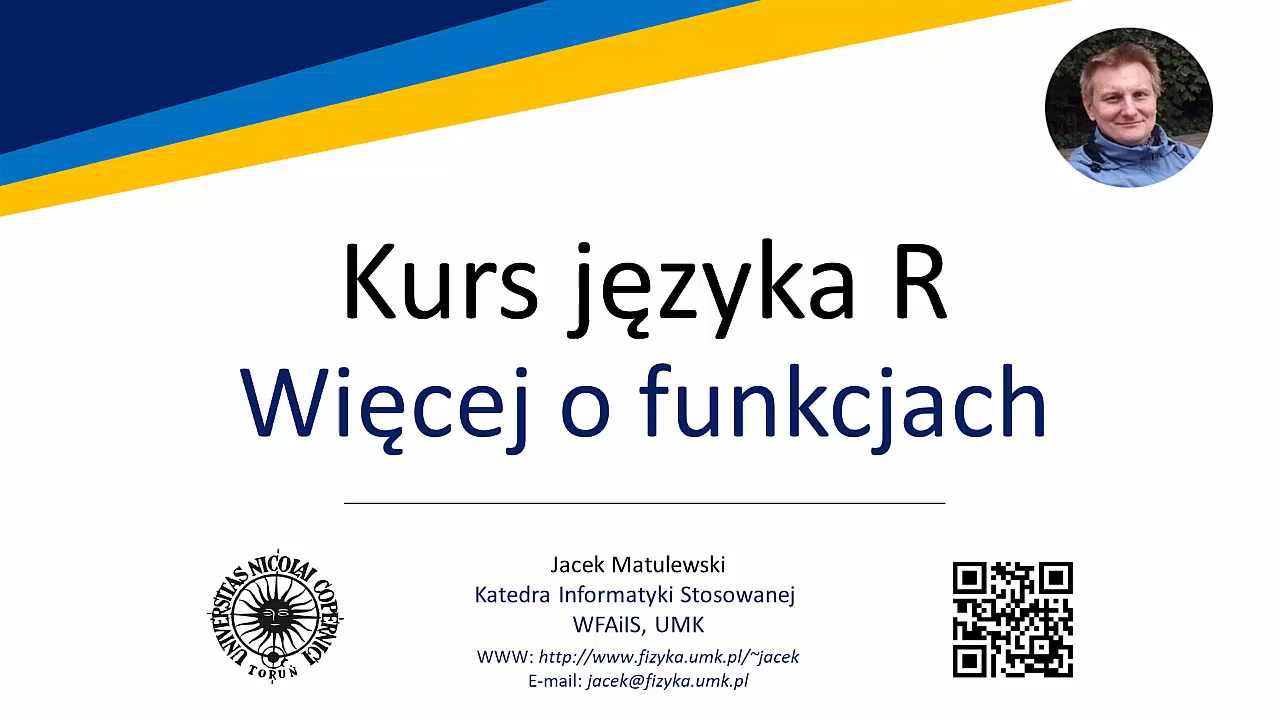 Kurs języka R
Więcej o funkcjach
UNIVERSITAS NICOLAI COPERNICI
TORUŃ
Jacek Matulewski
Katedra Informatyki Stosowanej
WFAiIS, UMK
WWW: http://www.fizyka.umk.pl/~jacek
E-mail: jacek@fizyka.umk.pl